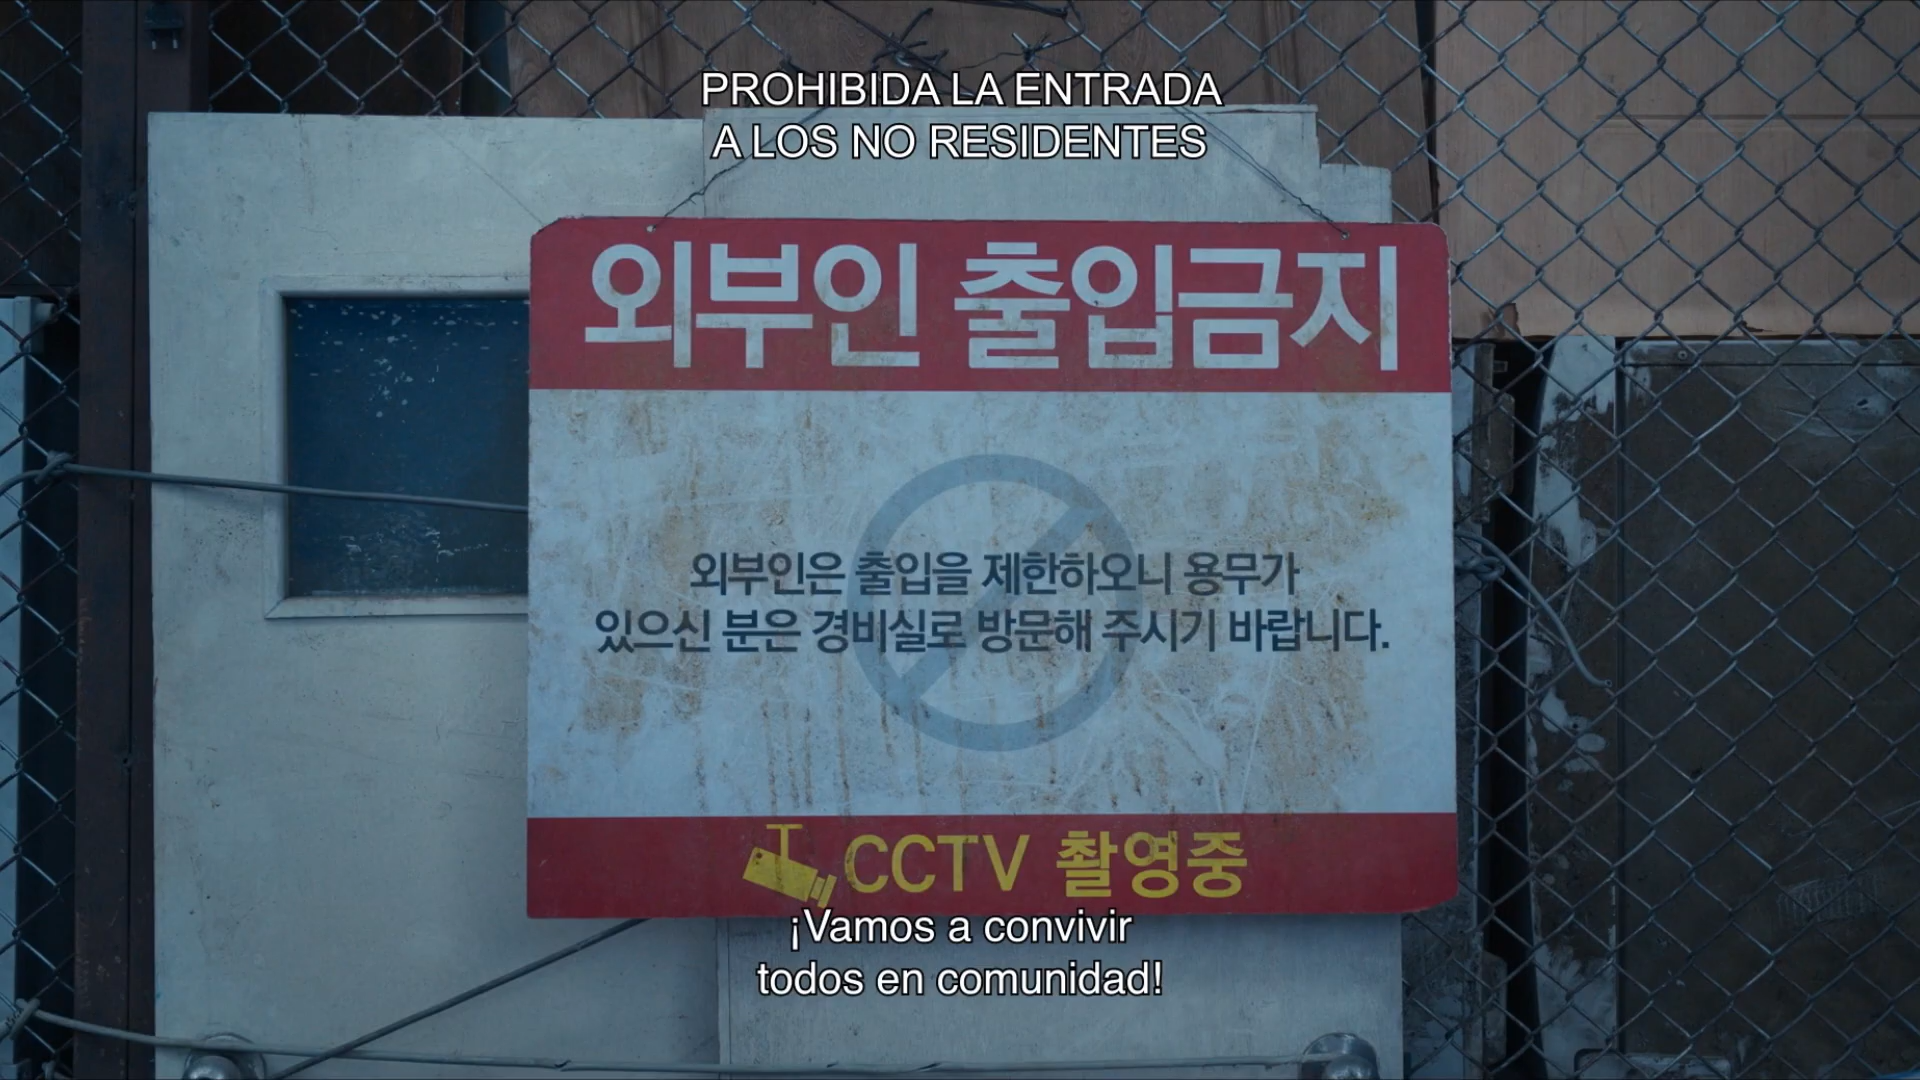 PROHIBIDA LA ENTRADA
A LOS NO RESIDENTES
외부인 출입금지
외부인은 출입을 제한하오니 용무가
있으신 분은 경비실로 방문해 주시기 바랍니다.
CCTV 촬영중
¡Vamos a convivir
todos en comunidad!